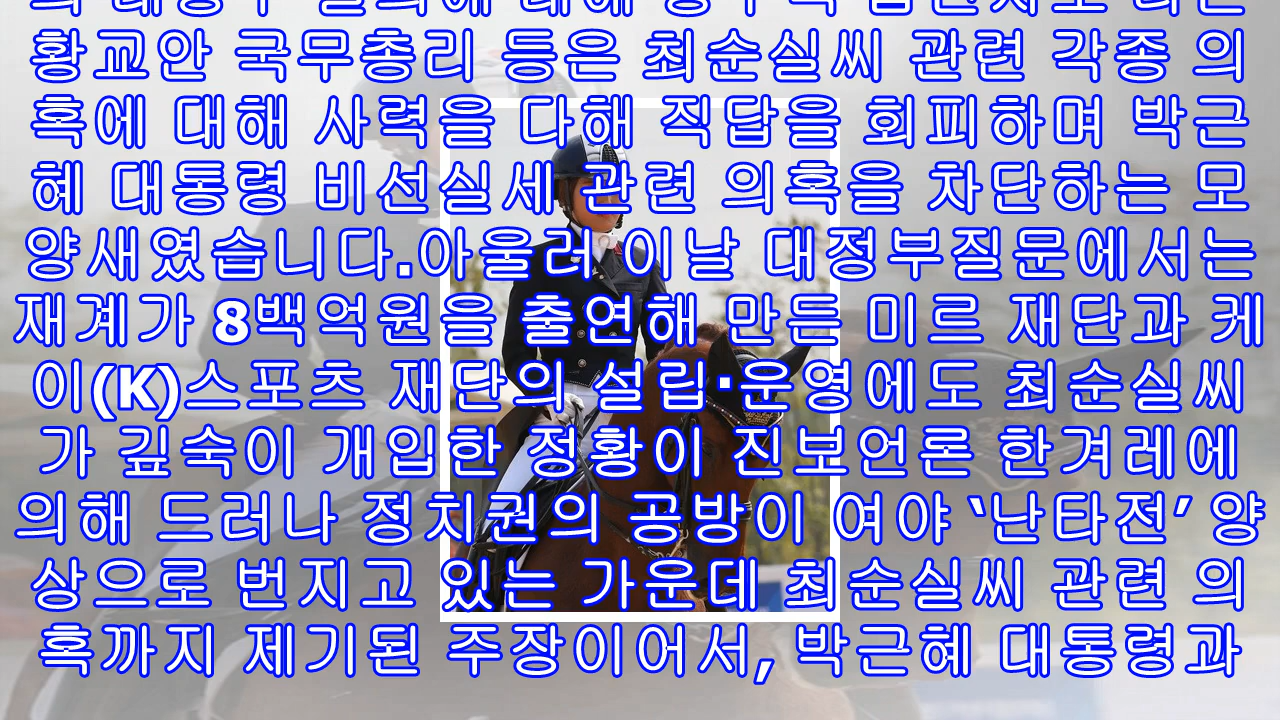 황교안 국무총리 등은 최순실씨 관련 각종 의
혹에 대해 사력을 다해 직답을 회피하며 박근
혜 대통령 비선실세 관련 의혹을 차단하는 모
양새였습니다.아울러 이날 대정부질문에서는
재계가 8백억원을 출연해 만든 미르 재단과 케
이(K)스포츠 재단의 설립·운영에도 최순실씨
가 깊숙이 개입한 정황이 진보언론 한겨레에
의해 드러나 정치권의 공방이 여야 ‘난타전’ 양
상으로 번지고 있는 가운데 최순실씨 관련 의
혹까지 제기된 주장이어서, 박근혜 대통령과